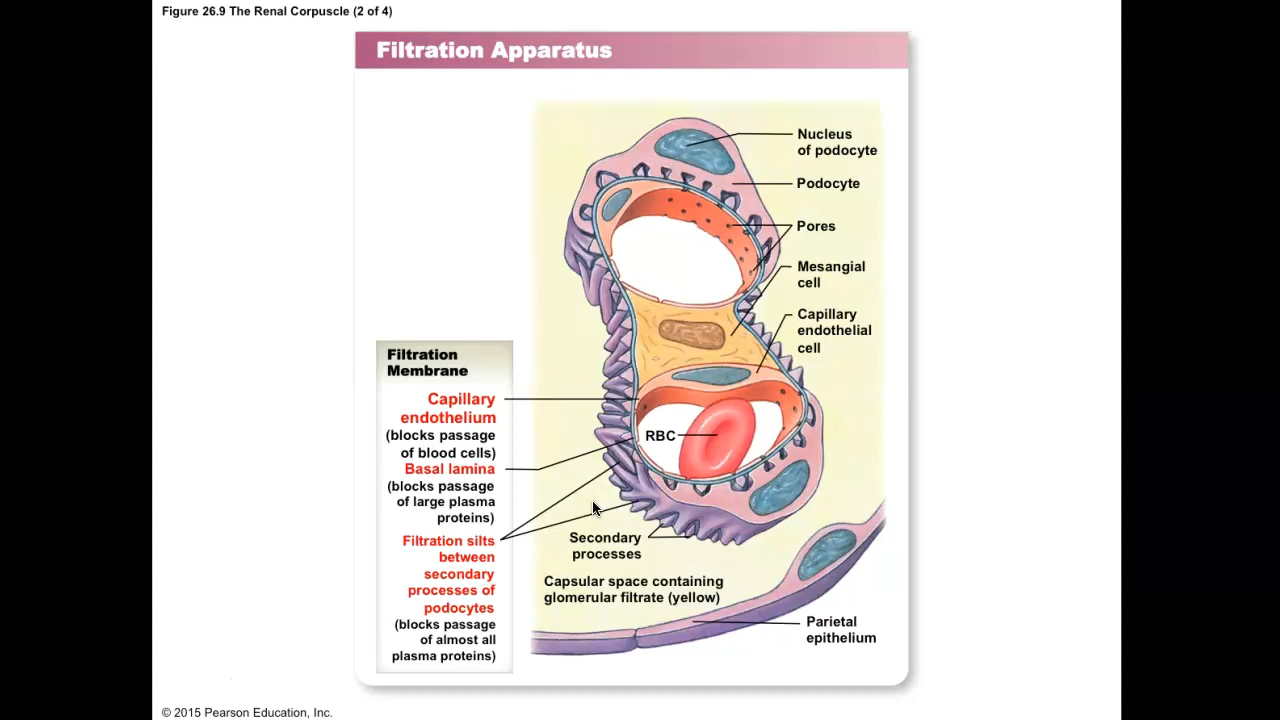 Figure 26.9 The Renal Corpuscle (2 of 4)
Filtration Apparatus
Nucleus
of podocyte
Podocyte
Pores
Mesangial
cell
Capillary
endothelial
cell
Filtration
Membrane
Capillary
endothelium
(blocks passage
of blood cells)
Basal lamina
(blocks passage
of large plasma
proteins)
Filtration silts
between
secondary
processes of
podocytes
(blocks passage
of almost all
plasma proteins)
RBC
Secondary
processes
Capsular space containing
glomerular filtrate (yellow)
Parietal
epithelium
© 2015 Pearson Education, Inc.